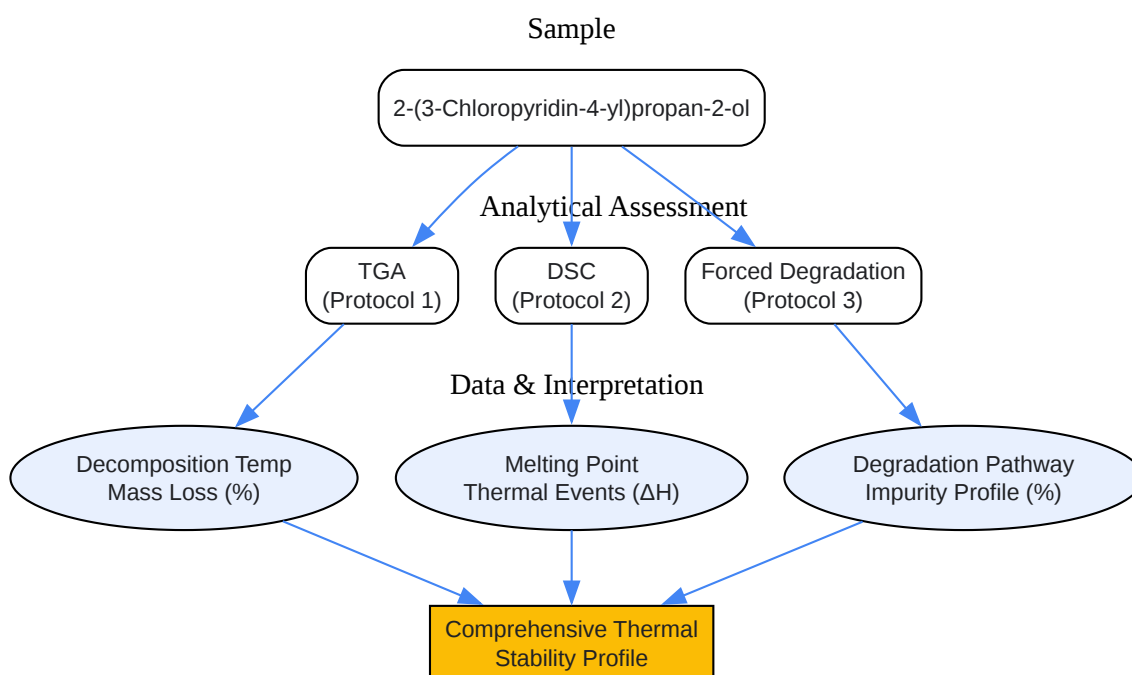 Sample
2-(3-Chloropyridin-4-yl)propan-2-ol
Analytical Assessment
TGA
(Protocol 1)
DSC
(Protocol 2)
Forced Degradation
(Protocol 3)
Data & Interpretation
Decomposition Temp
Mass Loss (%)
Melting Point
Thermal Events (ΔH)
Degradation Pathway
Impurity Profile (%)
Comprehensive Thermal
Stability Profile